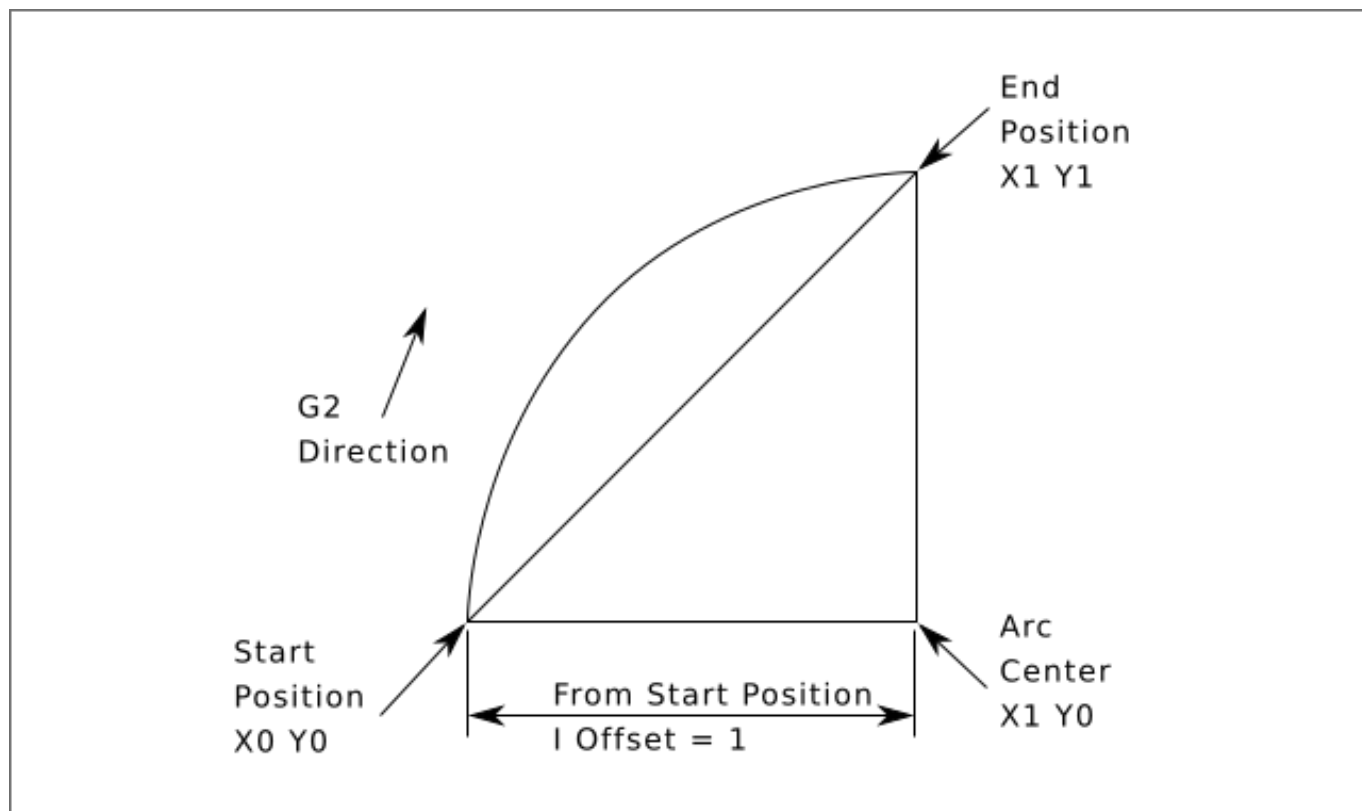 End
Position
X1 Y1
G2
Direction
Start
Position
X0 Y0
From Start Position
I Offset = 1
Arc
Center
X1 Y0